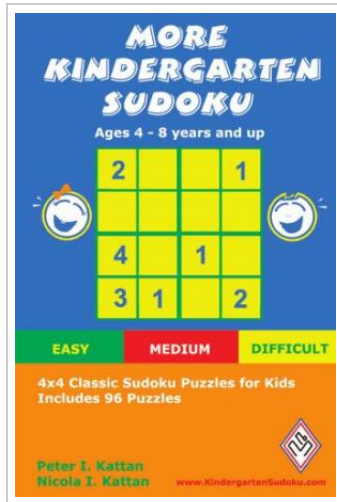 MORE
KINDERGARTEN
SUDOKU
Ages 4 - 8 years and up
2 1
4 1
3 1 2
EASY MEDIUM DIFFICULT
4x4 Classic Sudoku Puzzles for Kids
Includes 96 Puzzles
Peter I. Kattan
Nicola I. Kattan www.KindergartenSudoku.com